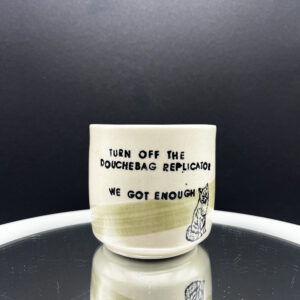 TURN OFF THE
DOUCHEBAG REPLICATOR
WE GOT ENOUGH